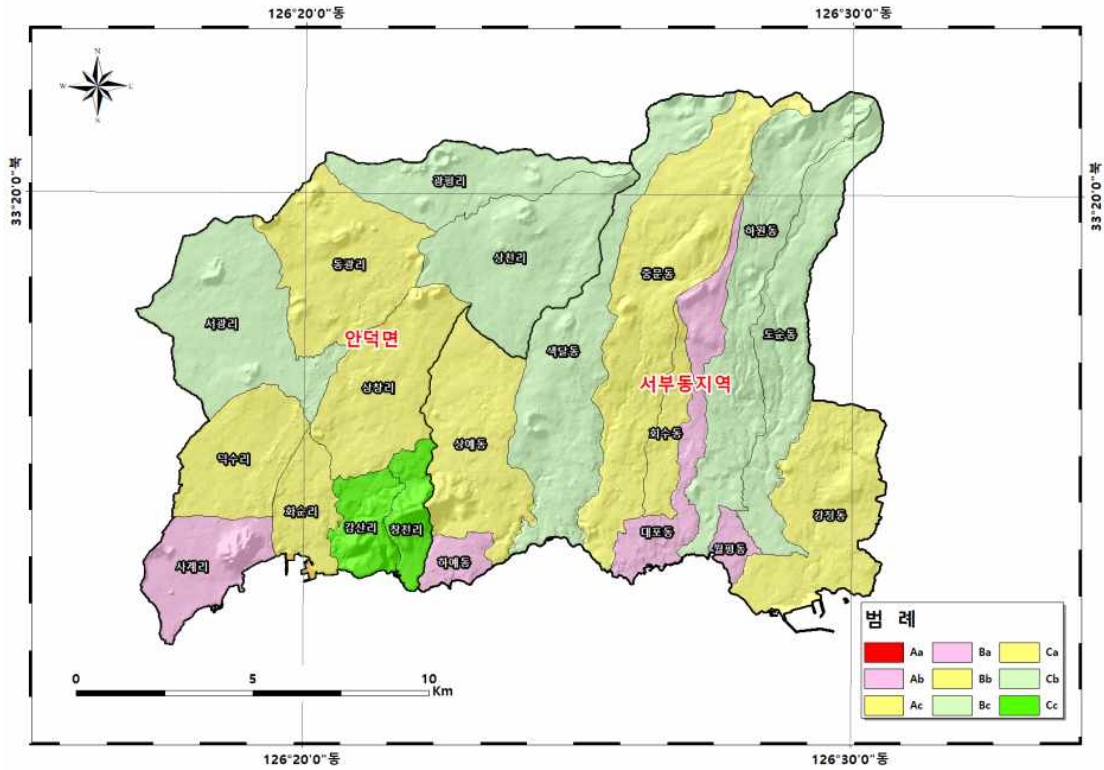 126°20'0"동 126°30'0"동
N
W E
S
33°20'0"북 33°20'0"북
광평리
하원동
상천리
동광리
중문동
서광리
도순동
안덕면
색달동
서부동지역
상창리
회수동
상예동
덕수리
화순리
강정동
감산리 창천리
대포동
월평동
하예동
사계리
범 례
Aa Ba Ca
Ab Bb Cb
Ac Bc Cc
0 5 10
Km
126°20'0"동 126°30'0"동